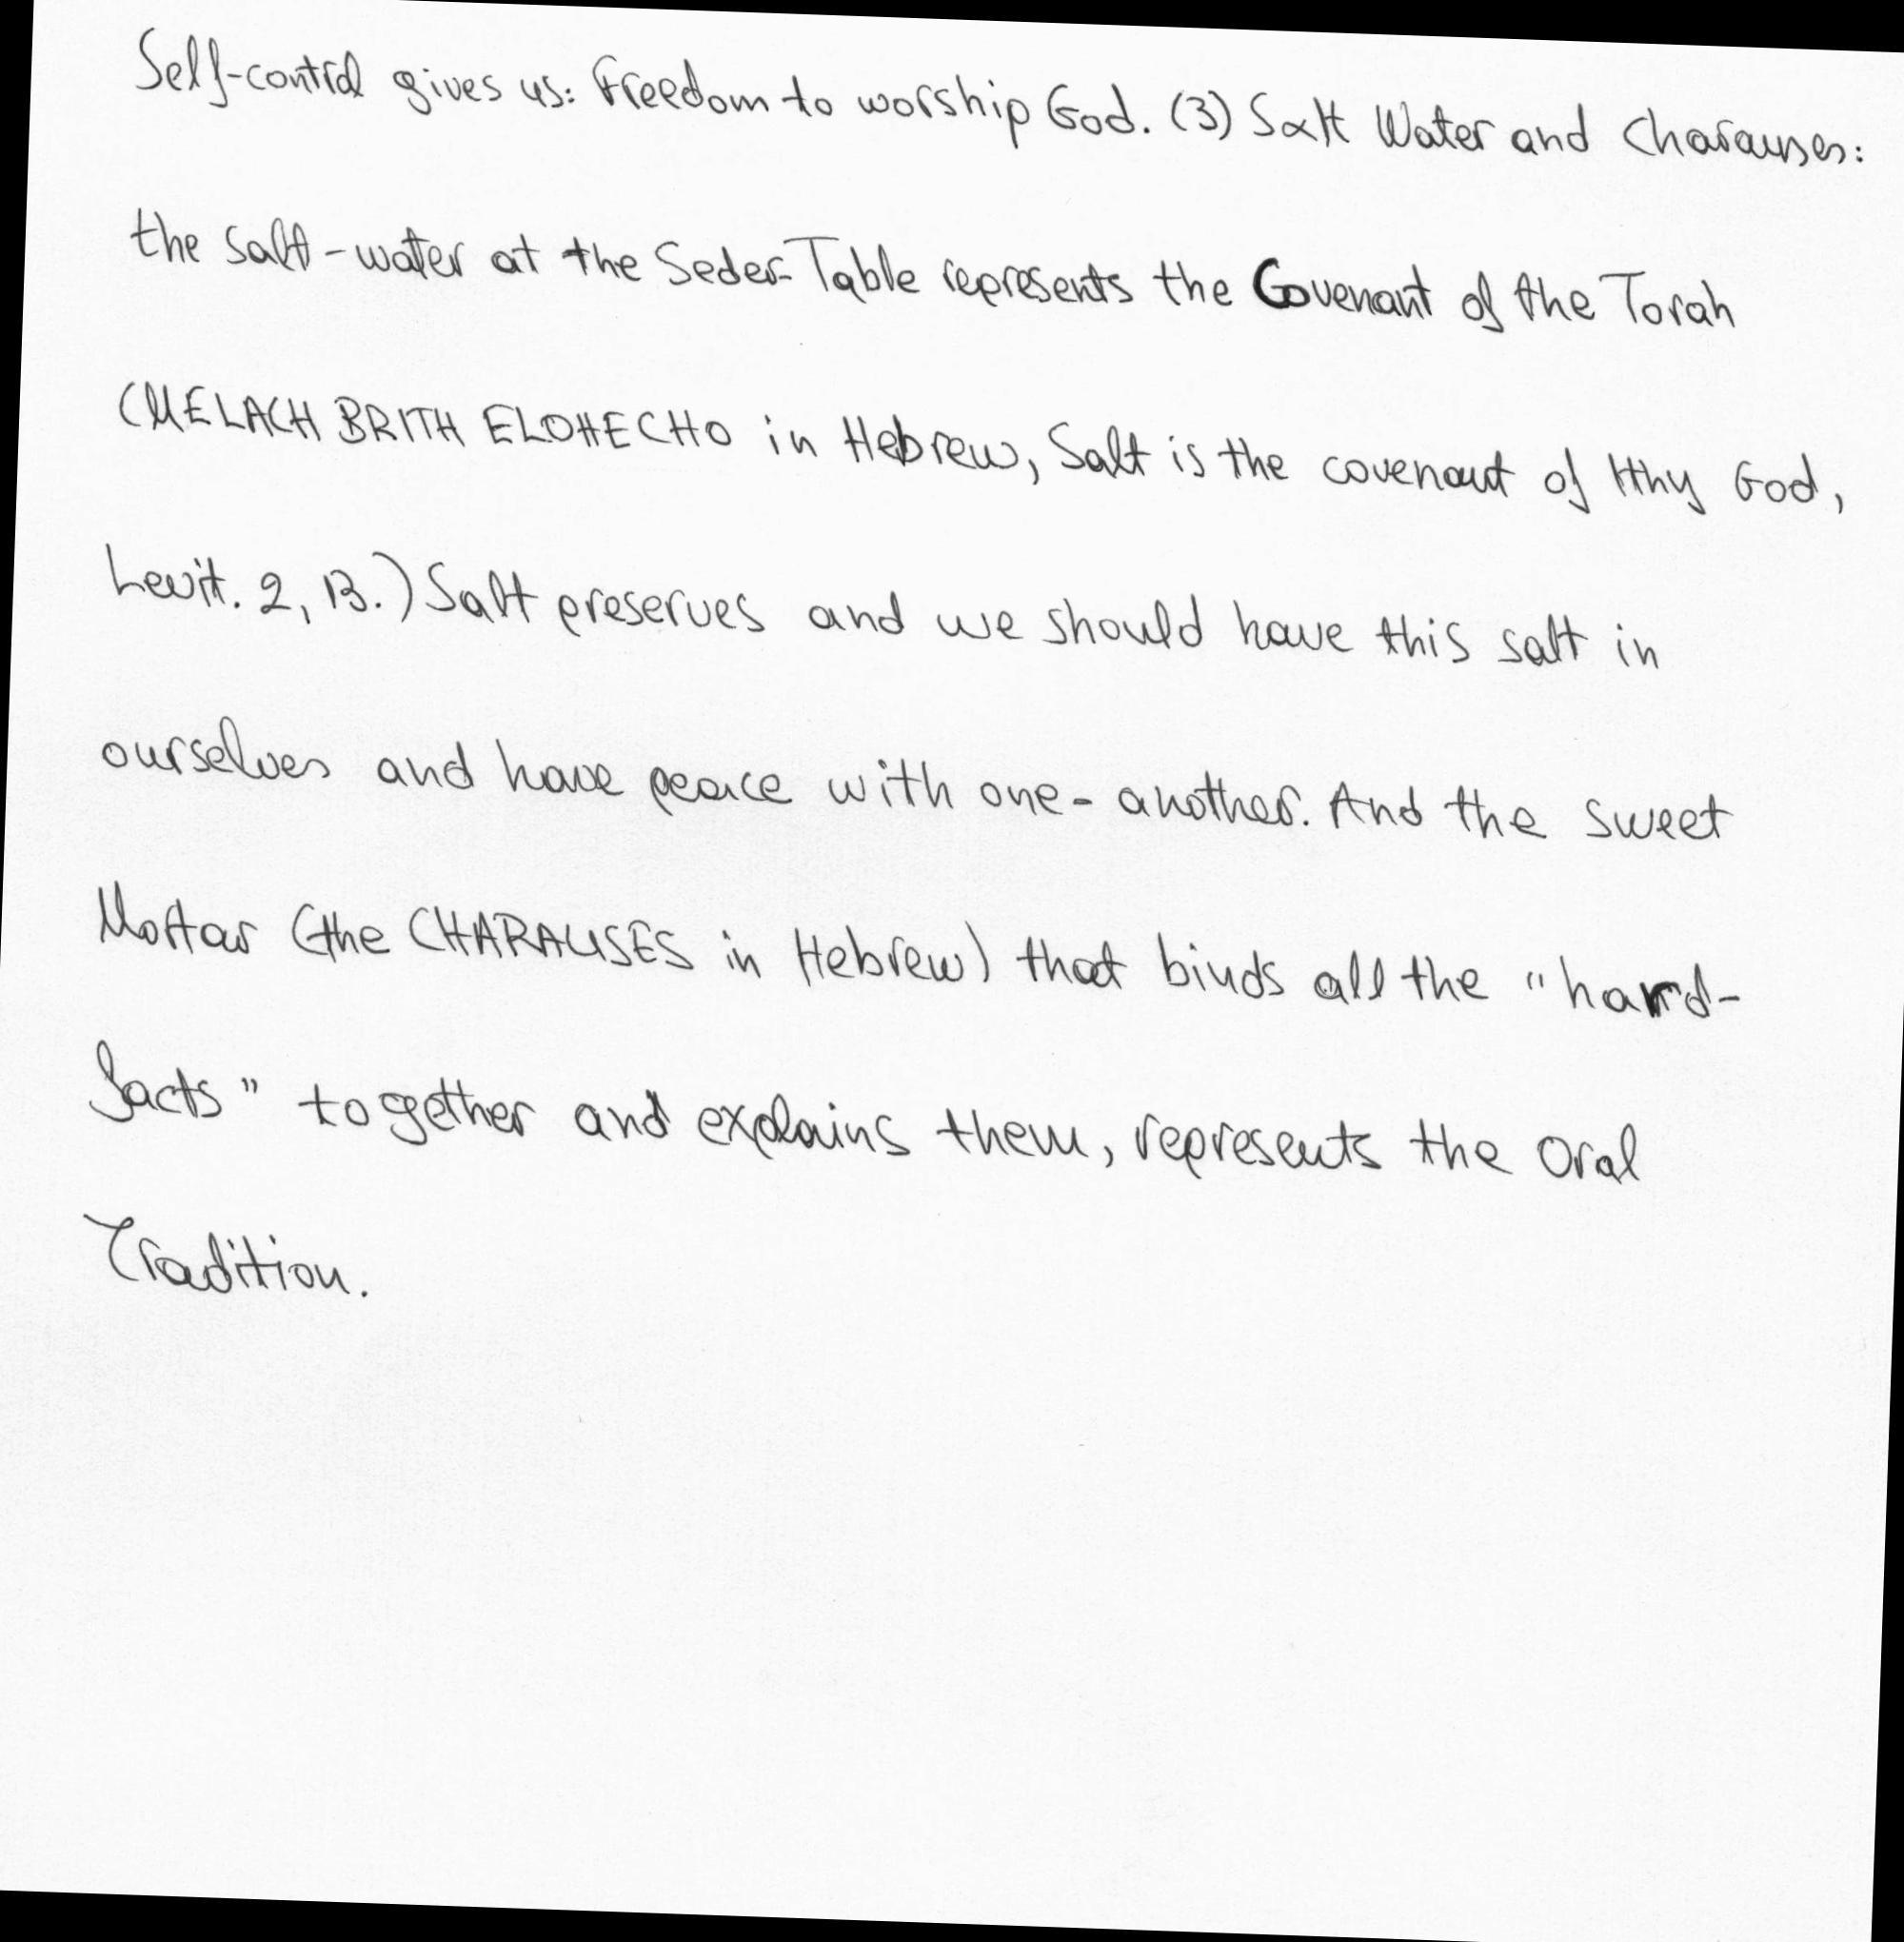 Self-control gives us: Freedom to worship God. (3) Salt Water and Charauses:
the salt-water at the Seder-Table represents the Covenant of the Torah
(MELACH BRITH ELOHECHO in Hebrew, Salt is the covenant of thy God,
Levit. 2, 13.) Salt preserves and we should have this salt in
ourselves and have peace with one-another. And the sweet
Mortar (the CHARAUSES in Hebrew) that binds all the "hard-
facts" together and explains them, represents the Oral
Tradition.